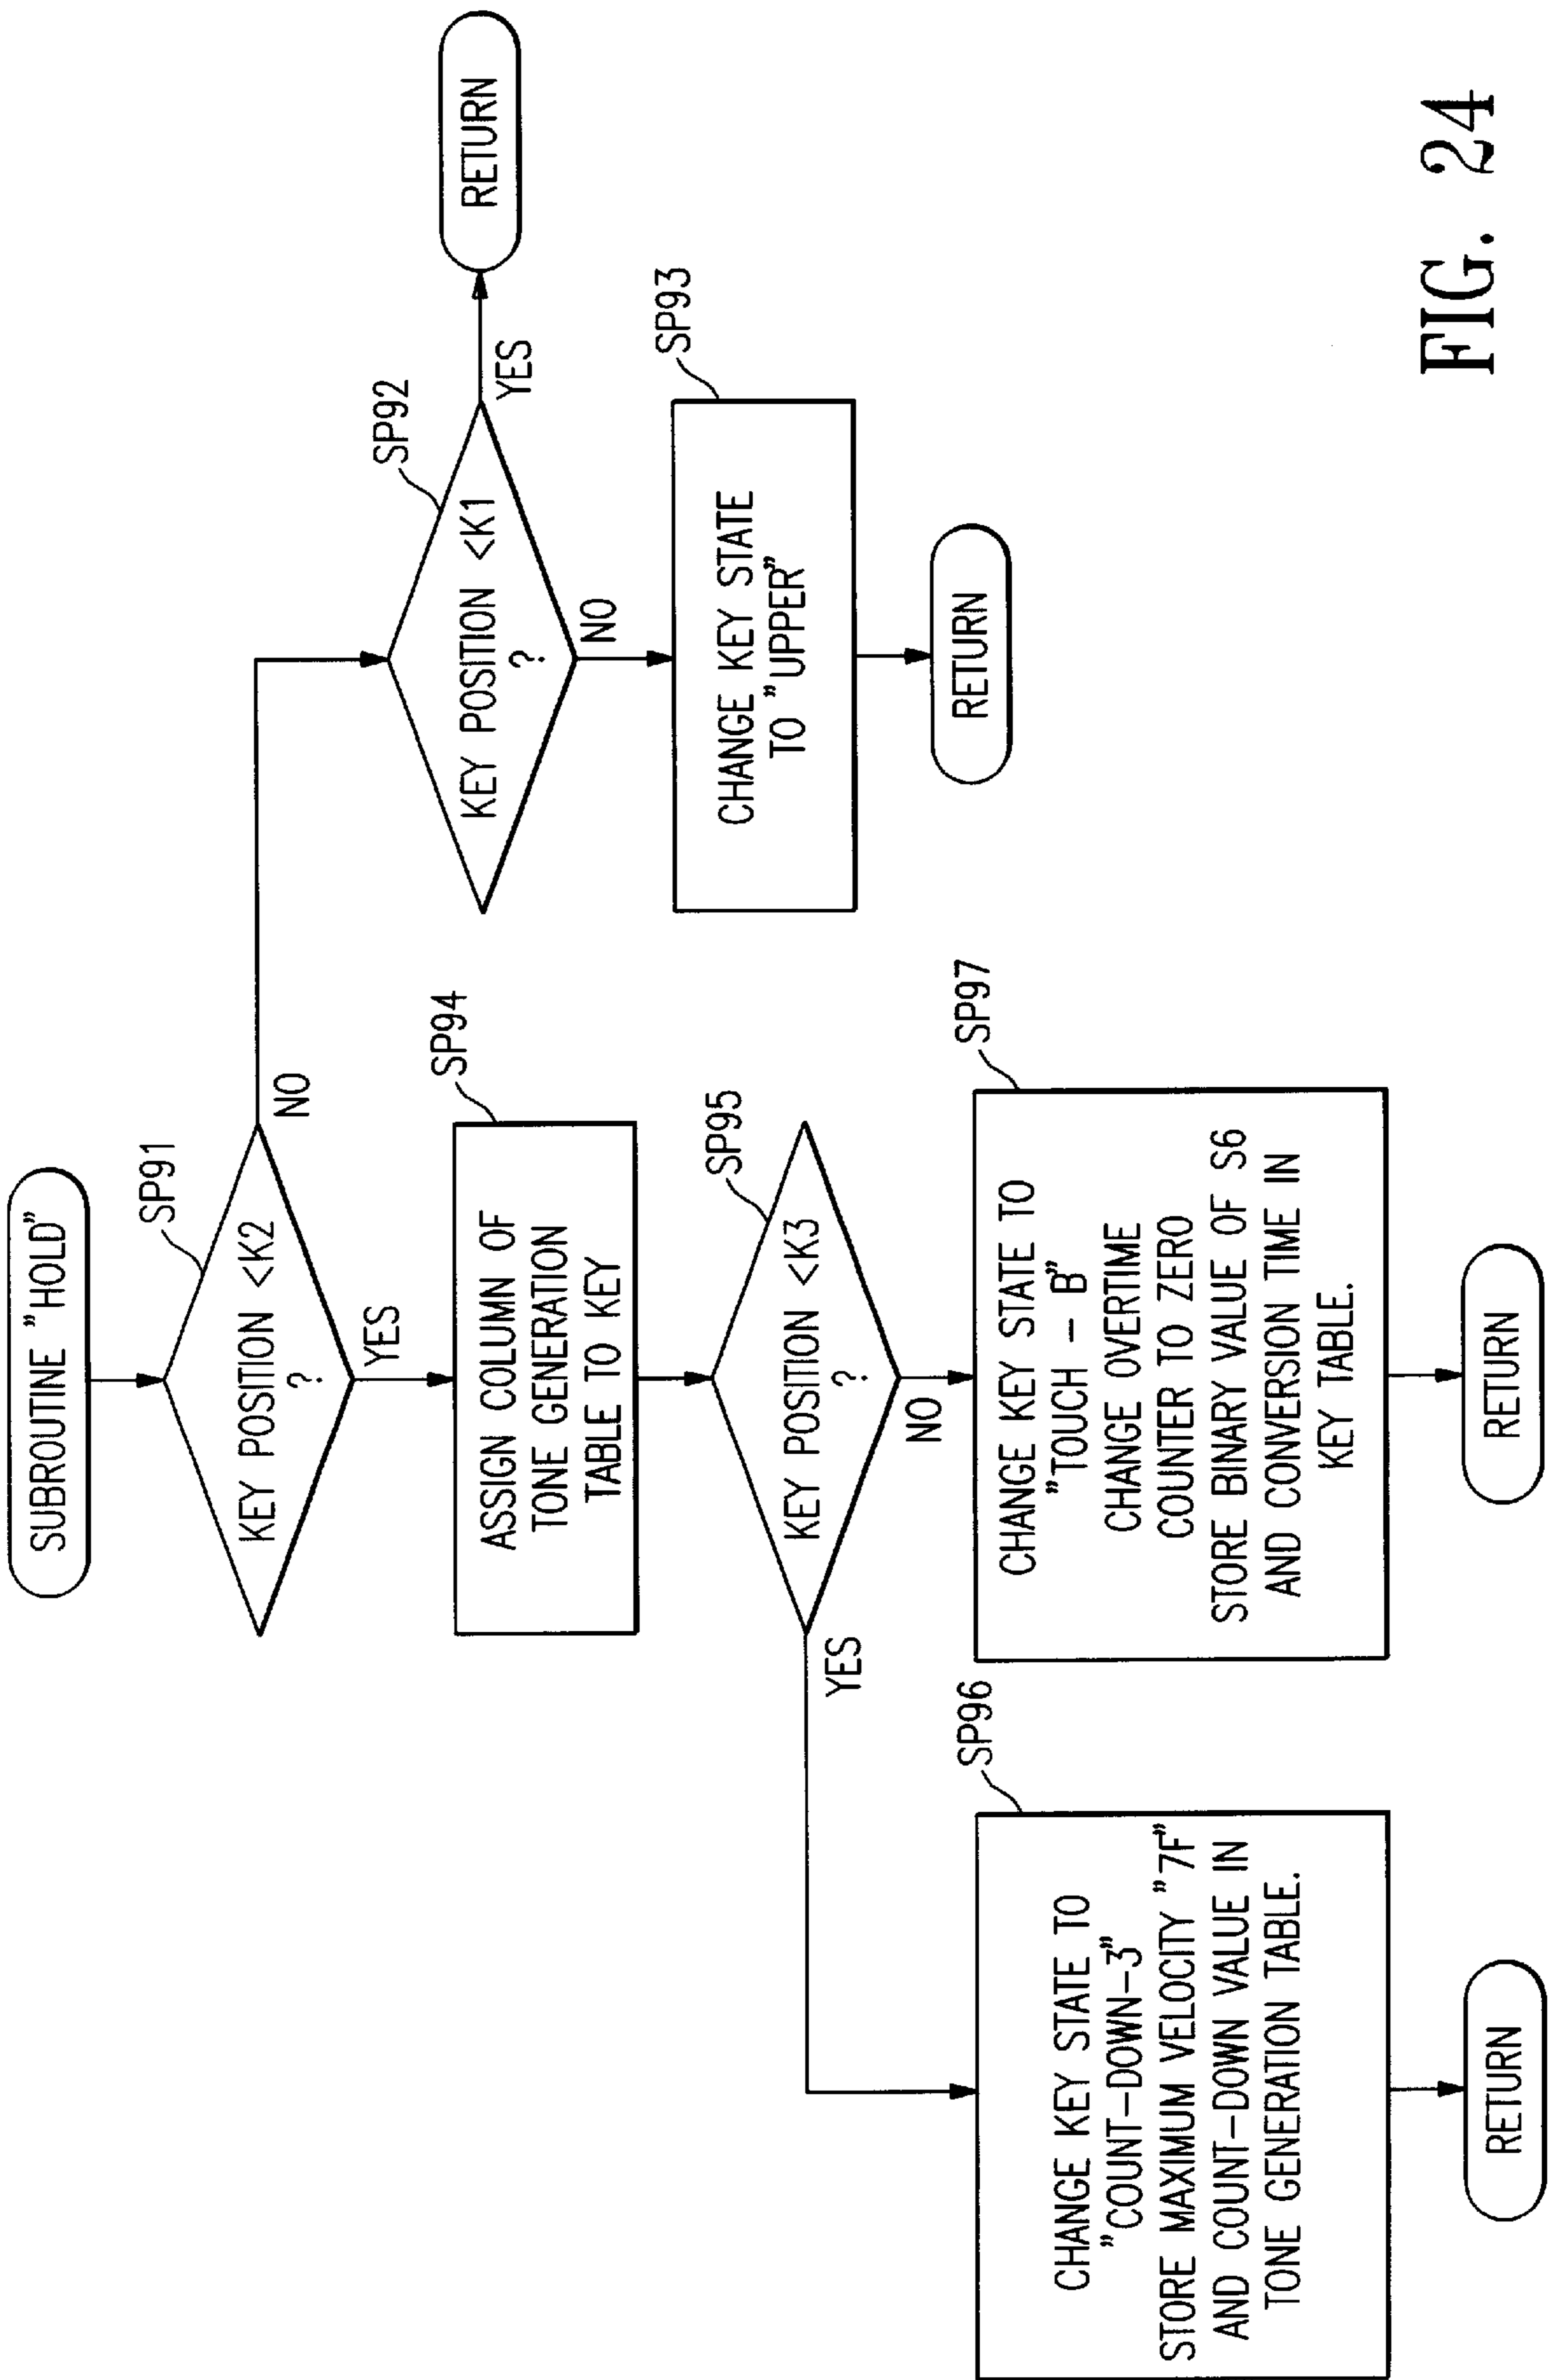 SUBROUTINE "HOLD"
SP91
KEY POSITION <K2
?
NO
YES
SP92
KEY POSITION <K1
?
YES
RETURN
NO
SP93
CHANGE KEY STATE
TO "UPPER"
RETURN
SP94
ASSIGN COLUMN OF
TONE GENERATION
TABLE TO KEY
SP95
KEY POSITION <K3
?
YES
NO
SP96
CHANGE KEY STATE TO
"COUNT-DOWN-3"
STORE MAXIMUM VELOCITY "7F"
AND COUNT-DOWN VALUE IN
TONE GENERATION TABLE.
RETURN
SP97
CHANGE KEY STATE TO
"TOUCH - B"
CHANGE OVERTIME
COUNTER TO ZERO
STORE BINARY VALUE OF S6
AND CONVERSION TIME IN
KEY TABLE.
RETURN
FIG. 24